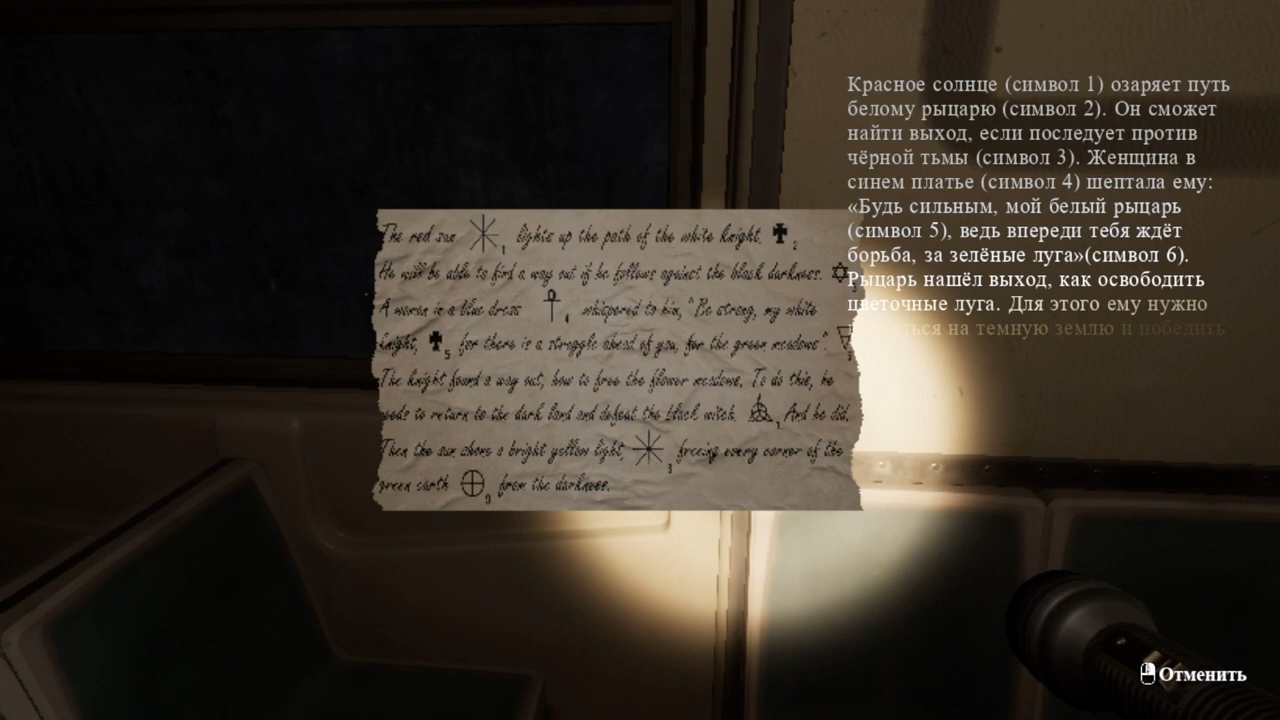 The red sun 1 lights up the path of the white knight. 2
He will be able to find a way out if he follows against the black darkness.
A woman in a blue dress 4 whispered to him, "Be strong, my white
knight, 5 for there is a struggle ahead of you, for the green meadows".
The knight found a way out, how to free the flower meadows. To do this, he
needs to return to the dark land and defeat the black witch. 7 And he did.
Then the sun shone a bright yellow light, freeing every corner of the
green earth 9 from the darkness.
Красное солнце (символ 1) озаряет путь
белому рыцарю (символ 2). Он сможет
найти выход, если последует против
чёрной тьмы (символ 3). Женщина в
синем платье (символ 4) шептала ему:
«Будь сильным, мой белый рыцарь
(символ 5), ведь впереди тебя ждёт
борьба, за зелёные луга»(символ 6).
Рыцарь нашёл выход, как освободить
цветочные луга. Для этого ему нужно
на темную землю и победить
Отменить